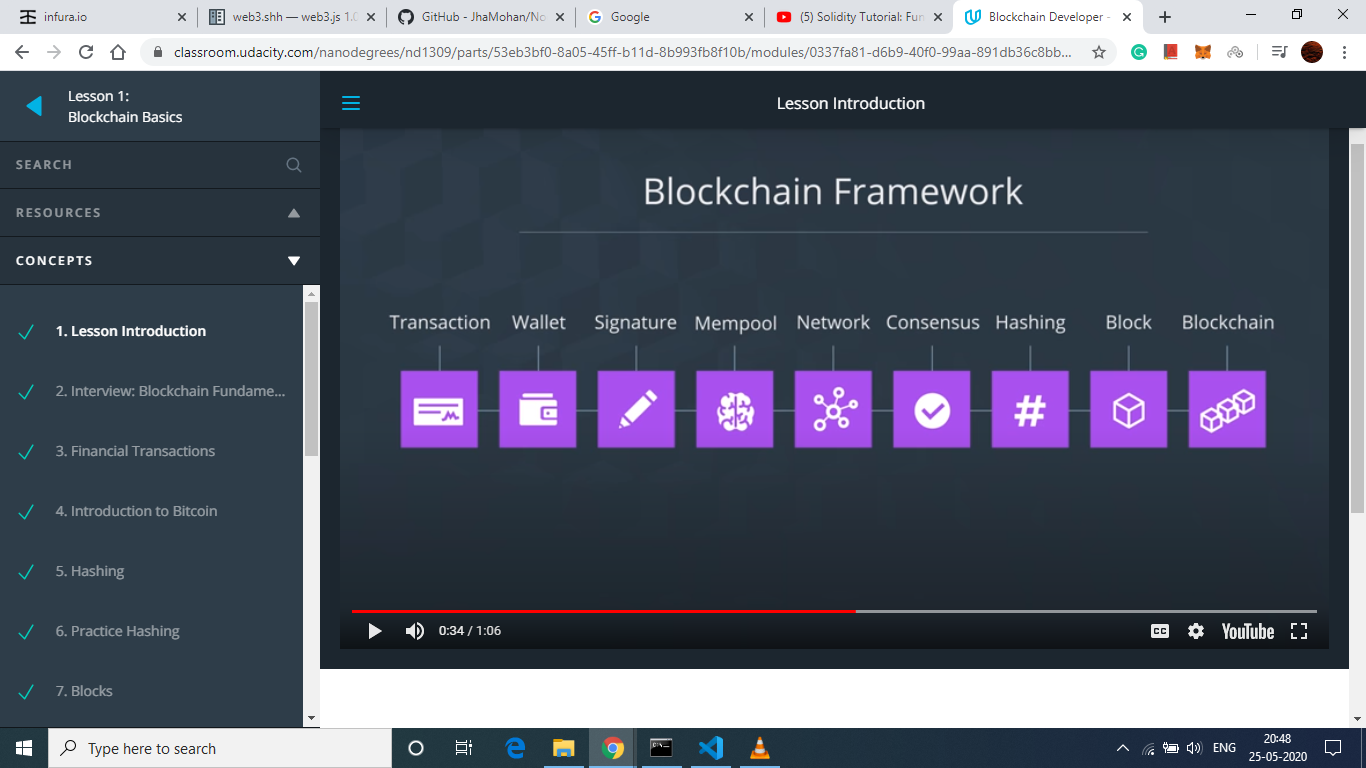 infura.io
web3.shh — web3.js 1.0
GitHub - JhaMohan/No
Google
(5) Solidity Tutorial: Fun
Blockchain Developer -
classroom.udacity.com/nanodegrees/nd1309/parts/53eb3bf0-8a05-45ff-b11d-8b993fb8f10b/modules/0337fa81-d6b9-40f0-99aa-891db36c8bb...
Lesson 1:
Blockchain Basics
SEARCH
RESOURCES
CONCEPTS
1. Lesson Introduction
2. Interview: Blockchain Fundame...
3. Financial Transactions
4. Introduction to Bitcoin
5. Hashing
6. Practice Hashing
7. Blocks
Lesson Introduction
Blockchain Framework
Transaction Wallet Signature Mempool Network Consensus Hashing Block Blockchain
#
0:34 / 1:06
CC
YouTube
Type here to search
ENG
20:48
25-05-2020